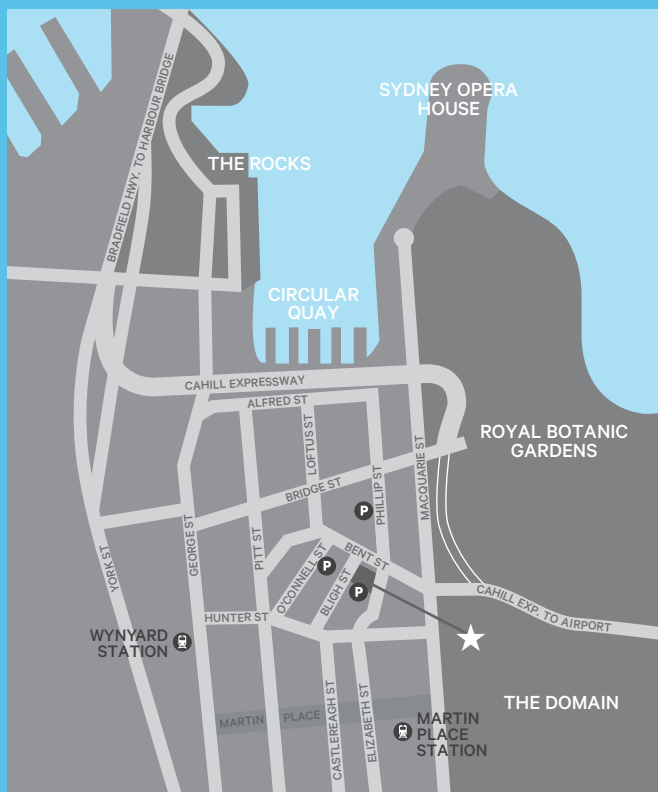 SYDNEY OPERA
HOUSE
BRADFIELD HWY. TO HARBOUR BRIDGE
THE ROCKS
CIRCULAR
QUAY
CAHILL EXPRESSWAY
ALFRED ST
LOFTUS ST
ROYAL BOTANIC
GARDENS
MACQUARIE ST
PHILLIP ST
BRIDGE ST
P
GEORGE ST
PITT ST
YORK ST
BENT ST
O'CONNELL ST
P
BLIGH ST
P
CAHILL EXP. TO AIRPORT
HUNTER ST
WYNYARD
STATION
THE DOMAIN
MARTIN PLACE
CASTLEREAGH ST
ELIZABETH ST
MARTIN
PLACE
STATION